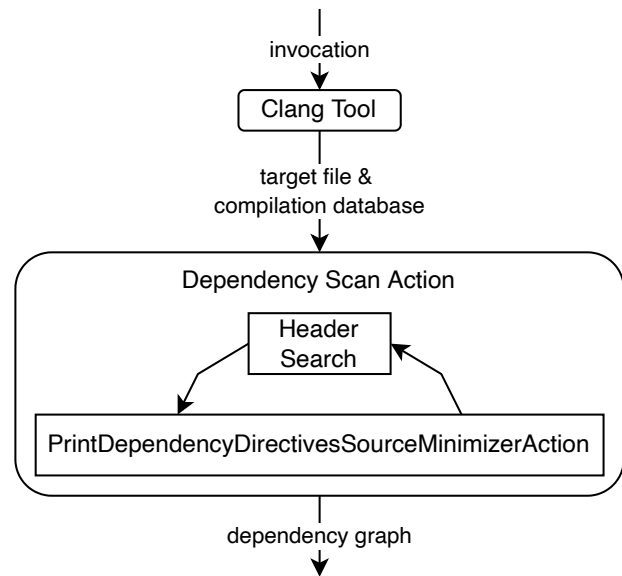 invocation
Clang Tool
target file &
compilation database
Dependency Scan Action
Header
Search
PrintDependencyDirectivesSourceMinimizerAction
dependency graph